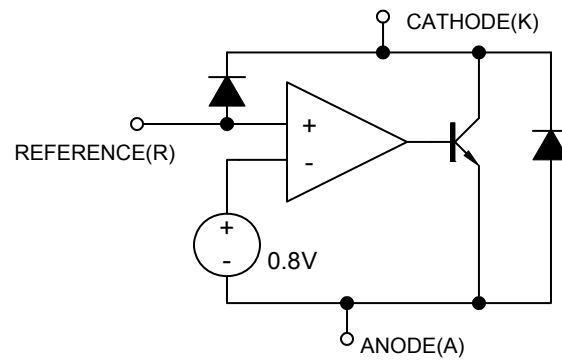 CATHODE(K)
REFERENCE(R)
+
-
+
-
0.8V
ANODE(A)